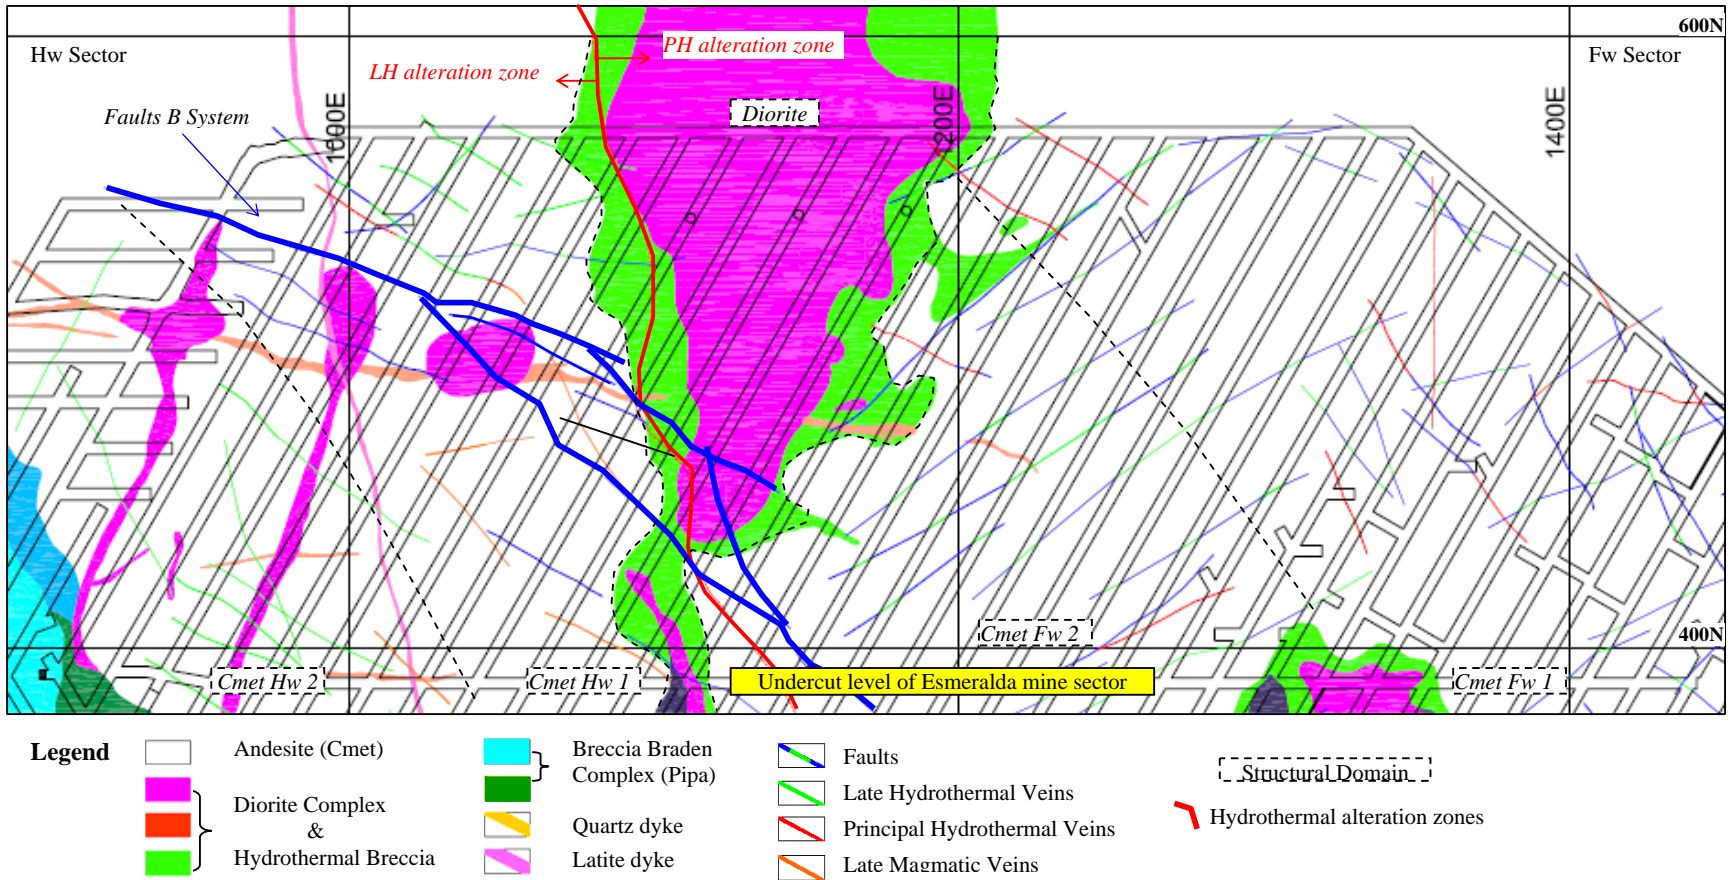 600N
Hw Sector
PH alteration zone
Fw Sector
LH alteration zone
Faults B System
Diorite
1000E
1200E
1400E
Cmet Fw 2
400N
Cmet Hw 2
Cmet Hw 1
Undercut level of Esmeralda mine sector
Cmet Fw 1
Legend
Andesite (Cmet)
Diorite Complex
&
Hydrothermal Breccia
Breccia Braden
Complex (Pipa)
Quartz dyke
Latite dyke
Faults
Late Hydrothermal Veins
Principal Hydrothermal Veins
Late Magmatic Veins
Structural Domain
Hydrothermal alteration zones